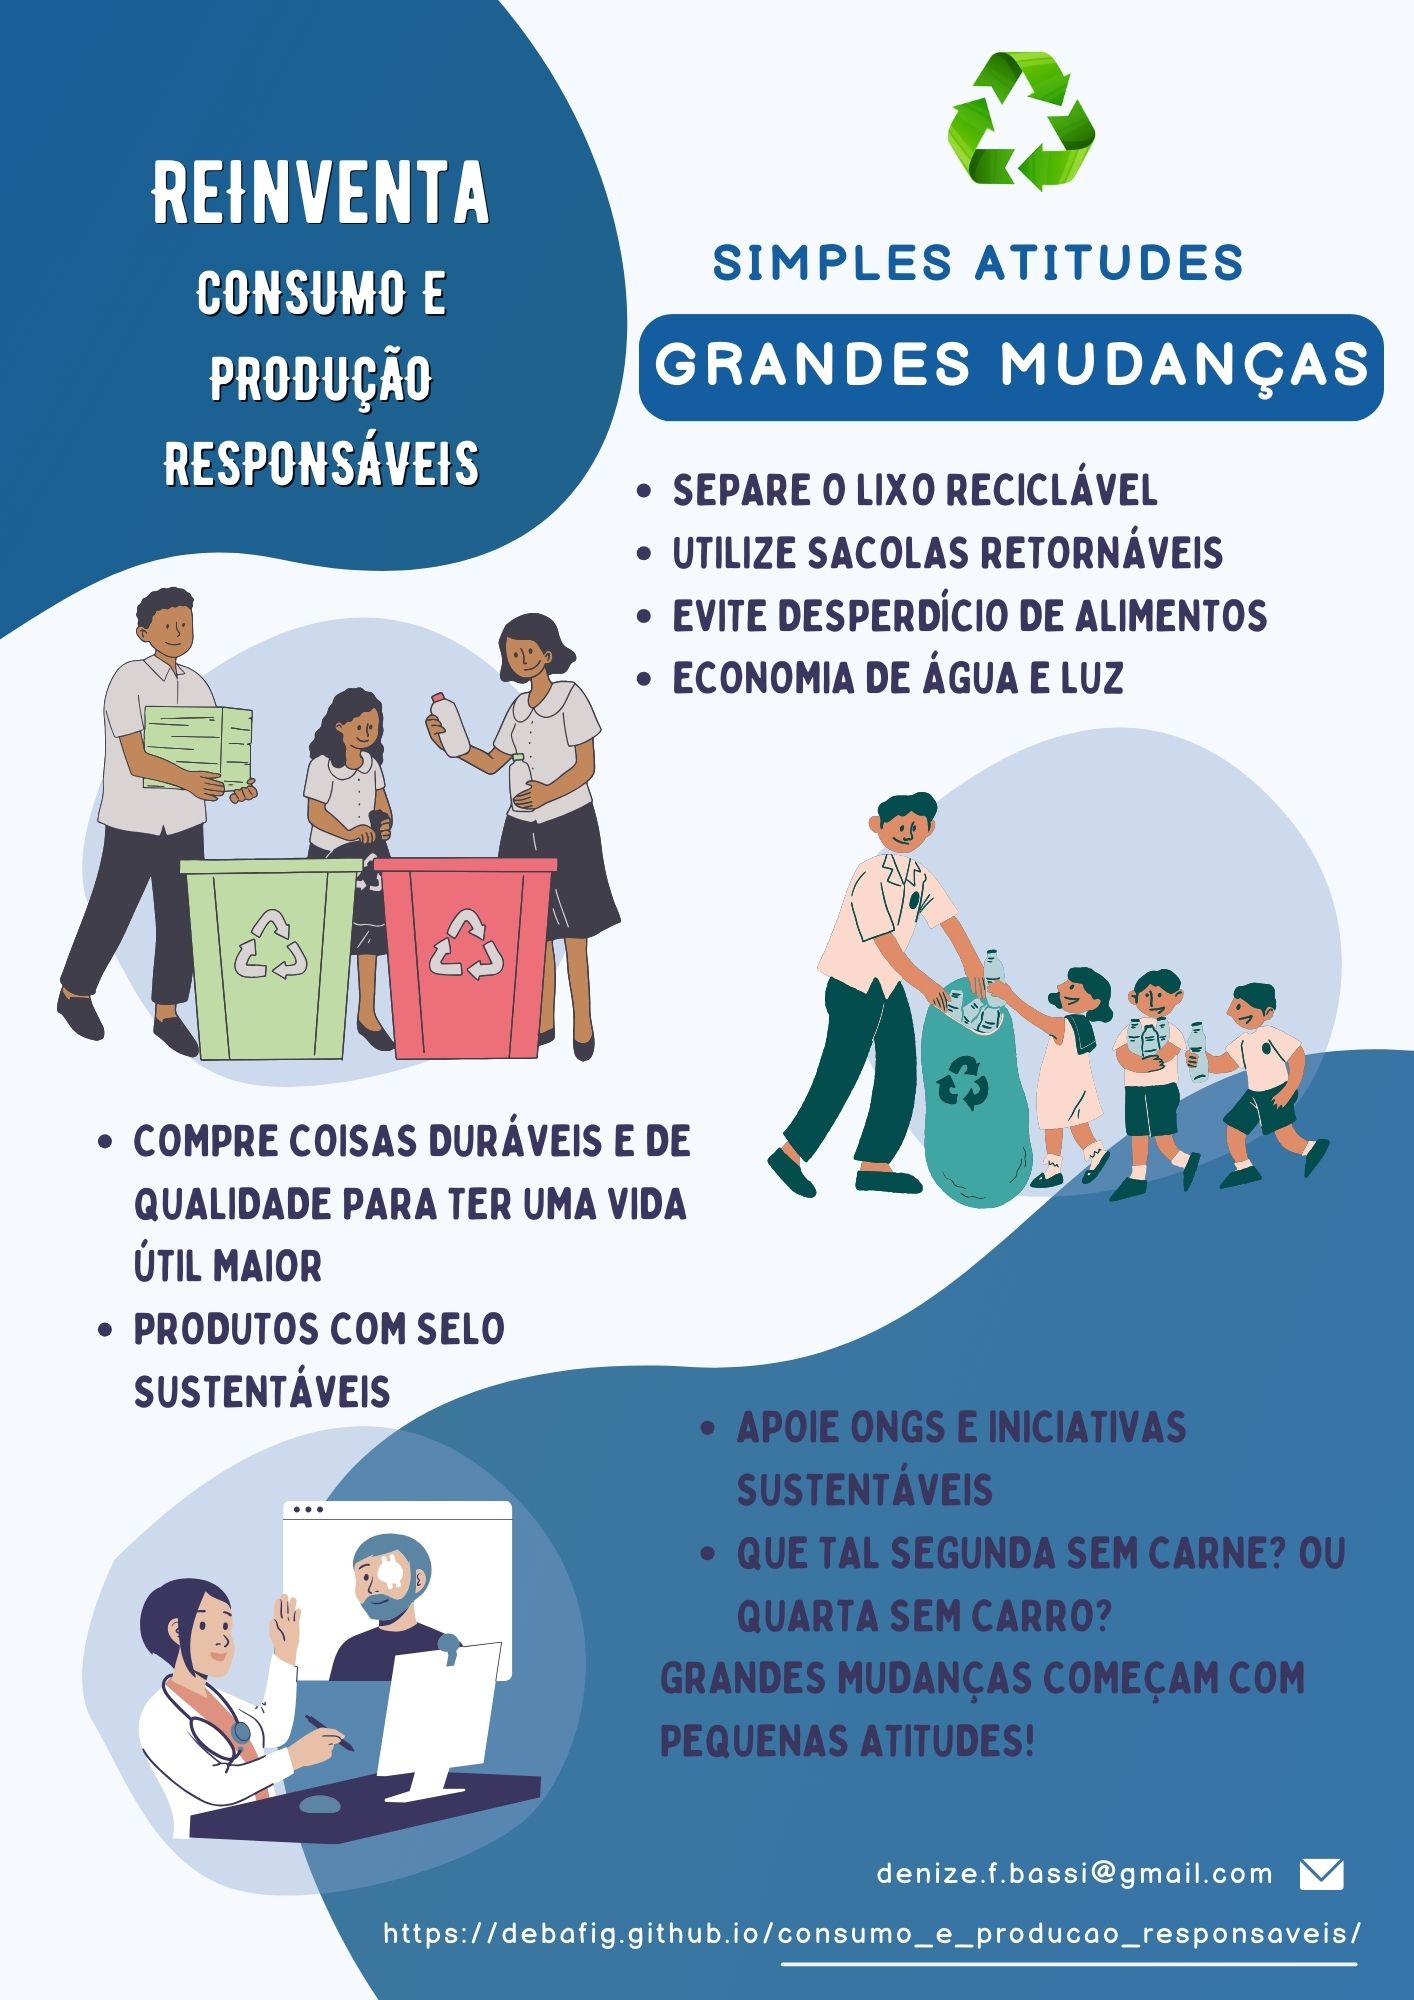 REINVENTA
CONSUMO E
PRODUÇÃO
RESPONSÁVEIS
SIMPLES ATITUDES
GRANDES MUDANÇAS
• SEPARE O LIXO RECICLÁVEL
• UTILIZE SACOLAS RETORNÁVEIS
• EVITE DESPERDÍCIO DE ALIMENTOS
• ECONOMIA DE ÁGUA E LUZ
• COMPRE COISAS DURÁVEIS E DE
QUALIDADE PARA TER UMA VIDA
ÚTIL MAIOR
• PRODUTOS COM SELO
SUSTENTÁVEIS
• APOIE ONGS E INICIATIVAS
SUSTENTÁVEIS
• QUE TAL SEGUNDA SEM CARNE? OU
QUARTA SEM CARRO?
GRANDES MUDANÇAS COMEÇAM COM
PEQUENAS ATITUDES!
denize.f.bassi@gmail.com
https://debafig.github.io/consumo_e_producao_responsaveis/